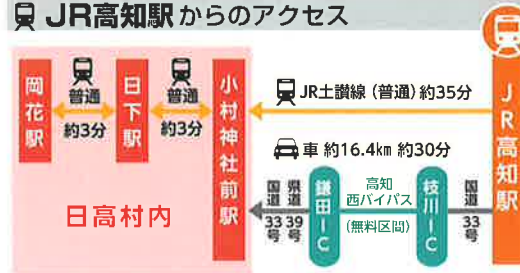 JR高知駅からのアクセス
岡花駅
普通
約3分
日下駅
普通
約3分
小村神社前駅
日高村内
JR土讃線（普通）約35分
車 約16.4km 約30分
国道33号
県道39号
鎌田IC
高知西バイパス
(無料区間)
枝川IC
国道33号
JR高知駅